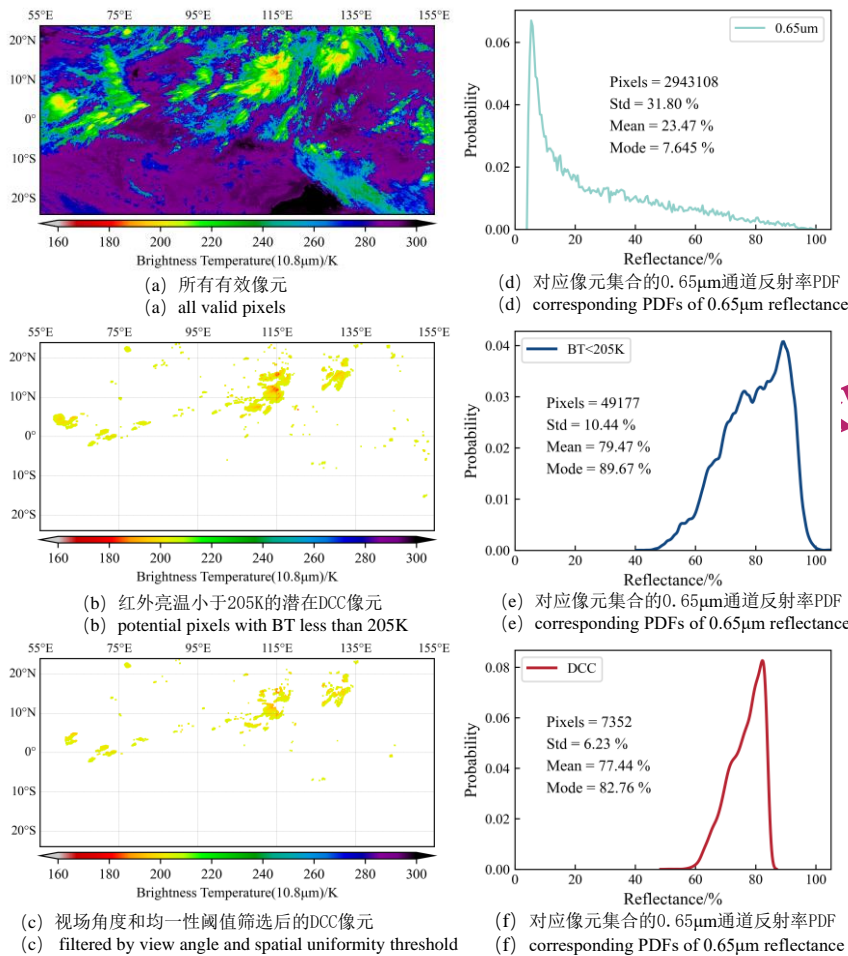 55°E 75°E 95°E 115°E 135°E 155°E
20°N
10°N
0°
10°S
20°S
160 180 200 220 240 260 280 300
Brightness Temperature(10.8μm)/K
(a) 所有有效像元
(a) all valid pixels
0.06
0.04
0.02
0.00
Probability
0.65um
Pixels = 2943108
Std = 31.80 %
Mean = 23.47 %
Mode = 7.645 %
0 20 40 60 80 100
Reflectance/%
(d) 对应像元集合的0.65μm通道反射率PDF
(d) corresponding PDFs of 0.65μm reflectance
55°E 75°E 95°E 115°E 135°E 155°E
20°N
10°N
0°
10°S
20°S
160 180 200 220 240 260 280 300
Brightness Temperature(10.8μm)/K
(b) 红外亮温小于205K的潜在DCC像元
(b) potential pixels with BT less than 205K
0.04
0.03
0.02
0.01
0.00
Probability
BT<205K
Pixels = 49177
Std = 10.44 %
Mean = 79.47 %
Mode = 89.67 %
0 20 40 60 80 100
Reflectance/%
(e) 对应像元集合的0.65μm通道反射率PDF
(e) corresponding PDFs of 0.65μm reflectance
55°E 75°E 95°E 115°E 135°E 155°E
20°N
10°N
0°
10°S
20°S
160 180 200 220 240 260 280 300
Brightness Temperature(10.8μm)/K
(c) 视场角度和均一性阈值筛选后的DCC像元
(c) filtered by view angle and spatial uniformity threshold
0.08
0.06
0.04
0.02
0.00
Probability
DCC
Pixels = 7352
Std = 6.23 %
Mean = 77.44 %
Mode = 82.76 %
0 20 40 60 80 100
Reflectance/%
(f) 对应像元集合的0.65μm通道反射率PDF
(f) corresponding PDFs of 0.65μm reflectance